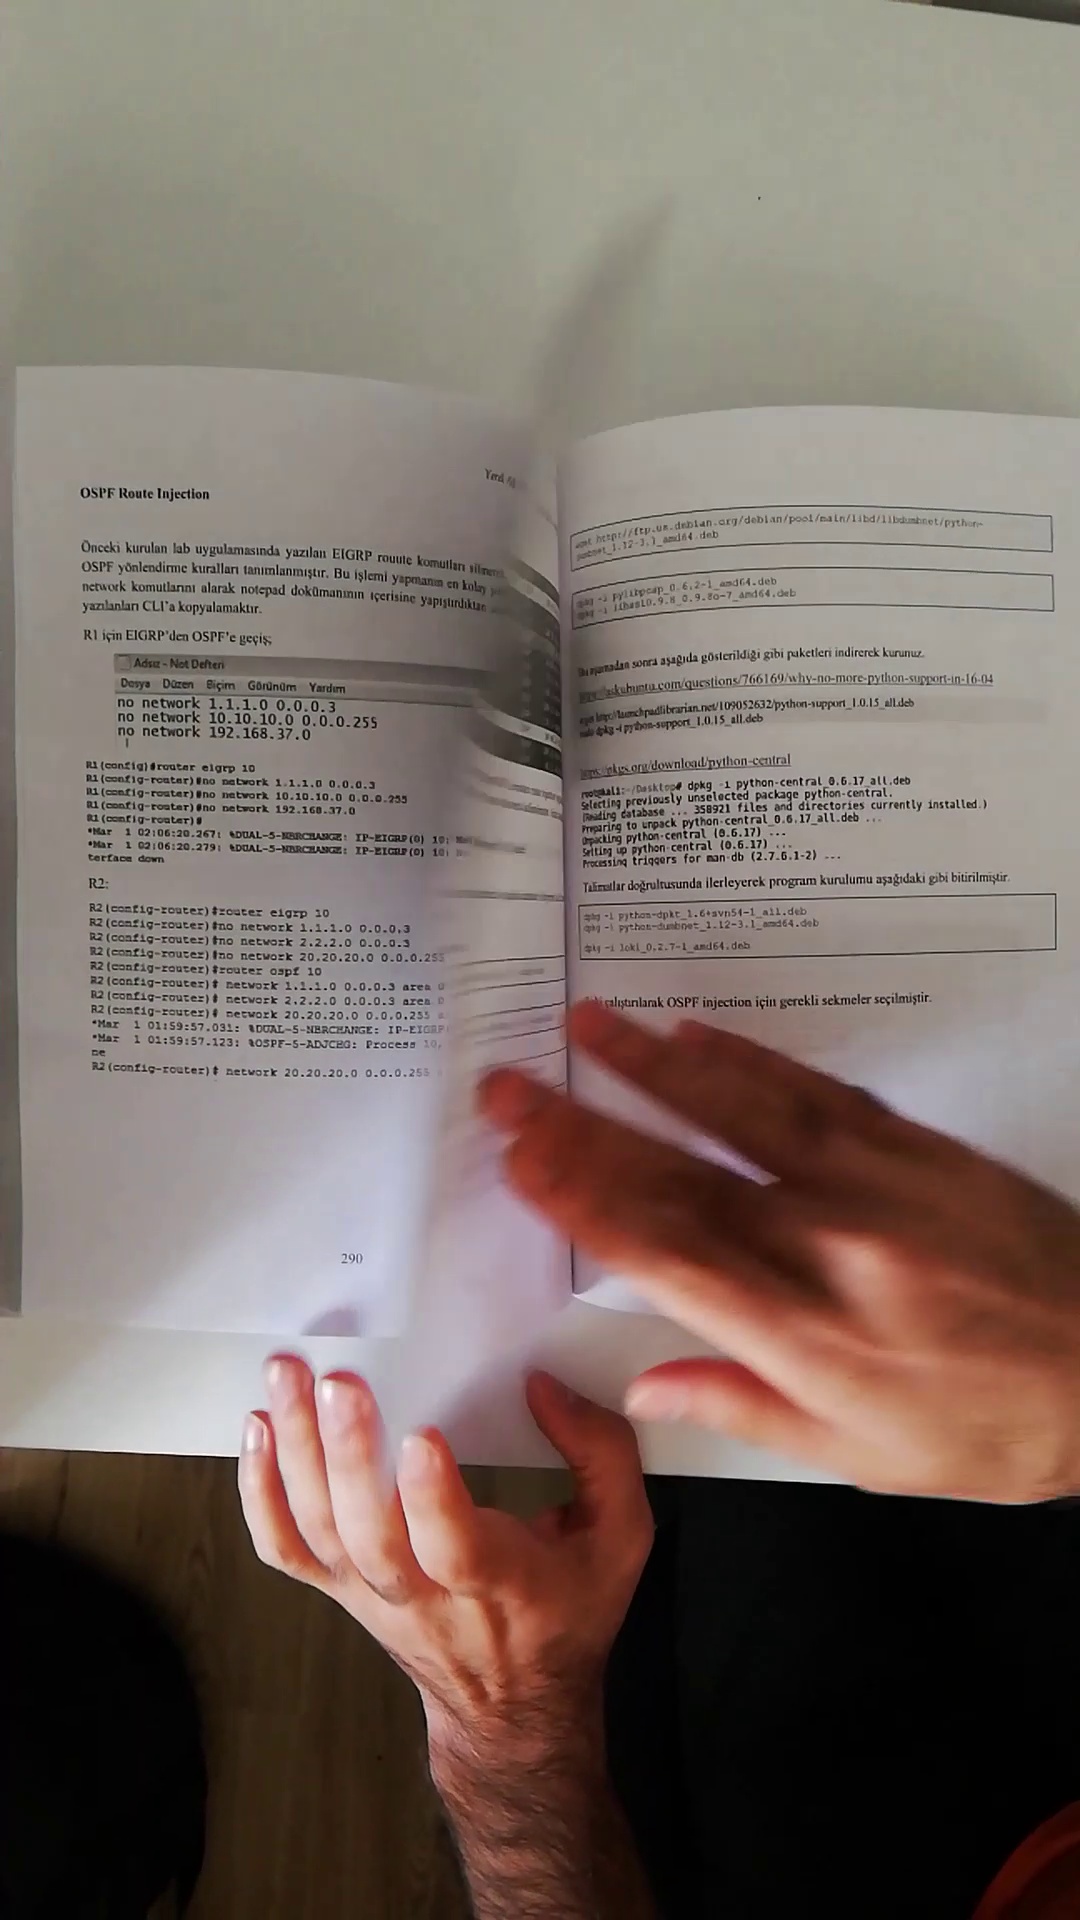 Yerel
OSPF Route Injection
Önceki kurulan lab uygulamasında yazılan EIGRP rouute komutları
OSPF yönlendirme kuralları tanımlanmıştır. Bu işlemi yapmanın en kolay
network komutlarını alarak notepad dokümanının içerisine yapıştırdıktan
yazılanları CLI'a kopyalamaktır.
R1 için EIGRP'den OSPF'e geçiş;
Adsız - Not Defteri
Dosya Düzen Biçim Görünüm Yardım
no network 1.1.1.0 0.0.0.3
no network 10.10.10.0 0.0.0.255
no network 192.168.37.0
R1(config)#router eigrp 10
R1(config-router)#no network 1.1.1.0 0.0.0.3
R1(config-router)#no network 10.10.10.0 0.0.0.255
R1(config-router)#no network 192.168.37.0
R1(config-router)#
*Mar 1 02:06:20.267: %DUAL-5-NBRCHANGE: IP-EIGRP(0) 10:
*Mar 1 02:06:20.279: %DUAL-5-NBRCHANGE: IP-EIGRP(0) 10:
terface down
R2:
R2(config-router)#router eigrp 10
R2(config-router)#no network 1.1.1.0 0.0.0.3
R2(config-router)#no network 2.2.2.0 0.0.0.3
R2(config-router)#no network 20.20.20.0 0.0.0.255
R2(config-router)#router ospf 10
R2(config-router)# network 1.1.1.0 0.0.0.3 area 0
R2(config-router)# network 2.2.2.0 0.0.0.3 area 0
R2(config-router)# network 20.20.20.0 0.0.0.255
*Mar 1 01:59:57.031: %DUAL-5-NBRCHANGE: IP-EIGRP
*Mar 1 01:59:57.123: %OSPF-5-ADJCHG: Process 10,
ne
R2(config-router)# network 20.20.20.0 0.0.0.255
290
wget http://ftp.us.debian.org/debian/pool/main/libd/libdumbnet/python-
dumbnet_1.12-3.1_amd64.deb
dpkg -i pylibpcap_0.6.2-1_amd64.deb
dpkg -i libssl0.9.8_0.9.8o-7_amd64.deb
aşamadan sonra aşağıda gösterildiği gibi paketleri indirerek kurunuz.
askubuntu.com/questions/766169/why-no-more-python-support-in-16-04
wget http://launchpadlibrarian.net/109052632/python-support_1.0.15_all.deb
sudo dpkg -i python-support_1.0.15_all.deb
https://pkgs.org/download/python-central
root@kali:~/Desktop# dpkg -i python-central_0.6.17_all.deb
Selecting previously unselected package python-central.
(Reading database ... 358921 files and directories currently installed.)
Preparing to unpack python-central_0.6.17_all.deb ...
Unpacking python-central (0.6.17) ...
Setting up python-central (0.6.17) ...
Processing triggers for man-db (2.7.6.1-2) ...
Talimatlar doğrultusunda ilerleyerek program kurulumu aşağıdaki gibi bitirilmiştir.
dpkg -i python-dpkt_1.6+svn54-1_all.deb
dpkg -i python-dumbnet_1.12-3.1_amd64.deb
dpkg -i loki_0.2.7-1_amd64.deb
çalıştırılarak OSPF injection için gerekli sekmeler seçilmiştir.